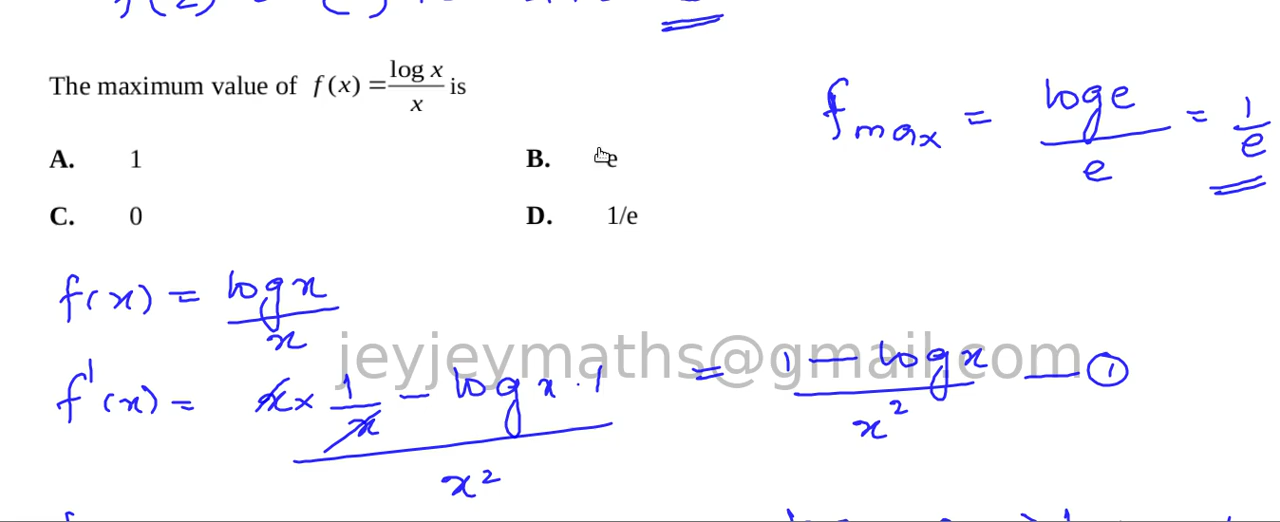 The maximum value of f(x) = log x / x is
f max = log e / e = 1/e
A. 1 B. e
C. 0 D. 1/e
f(x) = log x / x
jeyjeymaths@gmail.com
f'(x) = x × 1/x − log x · 1 / x² = 1 − log x / x² — ①